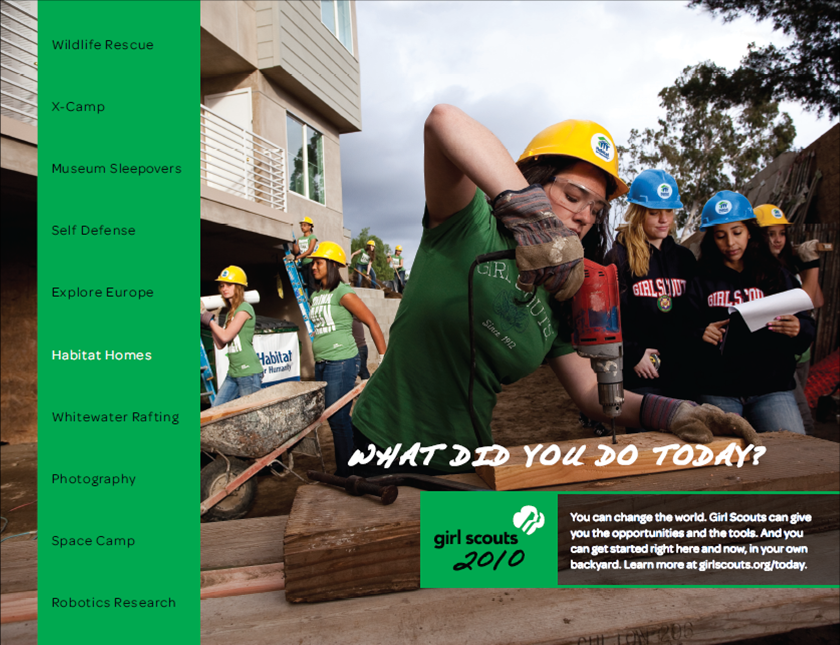 Wildlife Rescue
X-Camp
Museum Sleepovers
Self Defense
Explore Europe
Habitat Homes
Whitewater Rafting
Photography
Space Camp
Robotics Research
Habitat
for Humanity
GIRL SCOUTS
Since 1912
GIRL SCOUT
GIRLS
WHAT DID YOU DO TODAY?
girl scouts
2010
You can change the world. Girl Scouts can give
you the opportunities and the tools. And you
can get started right here and now, in your own
backyard. Learn more at girlscouts.org/today.